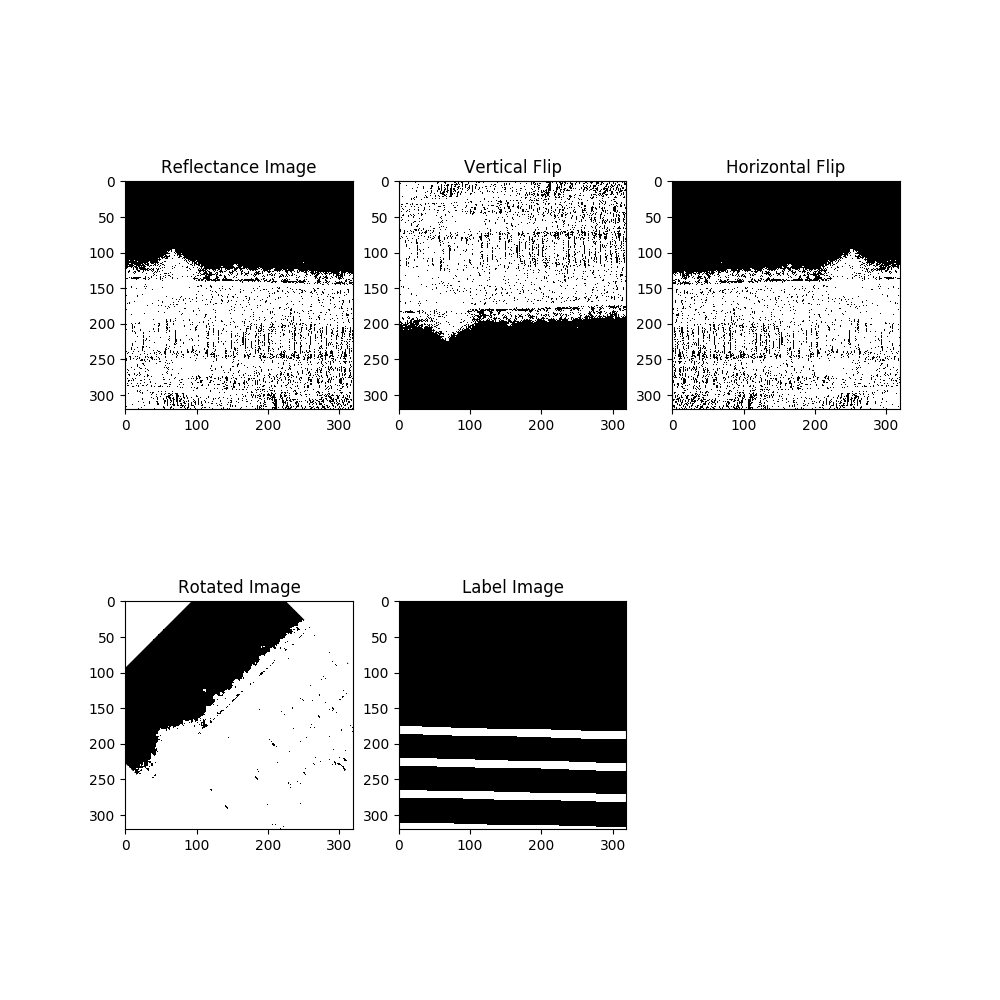 Reflectance Image Vertical Flip Horizontal Flip
0 0 0
50 50 50
100 100 100
150 150 150
200 200 200
250 250 250
300 300 300
0 100 200 300 0 100 200 300 0 100 200 300
Rotated Image Label Image
0 0
50 50
100 100
150 150
200 200
250 250
300 300
0 100 200 300 0 100 200 300